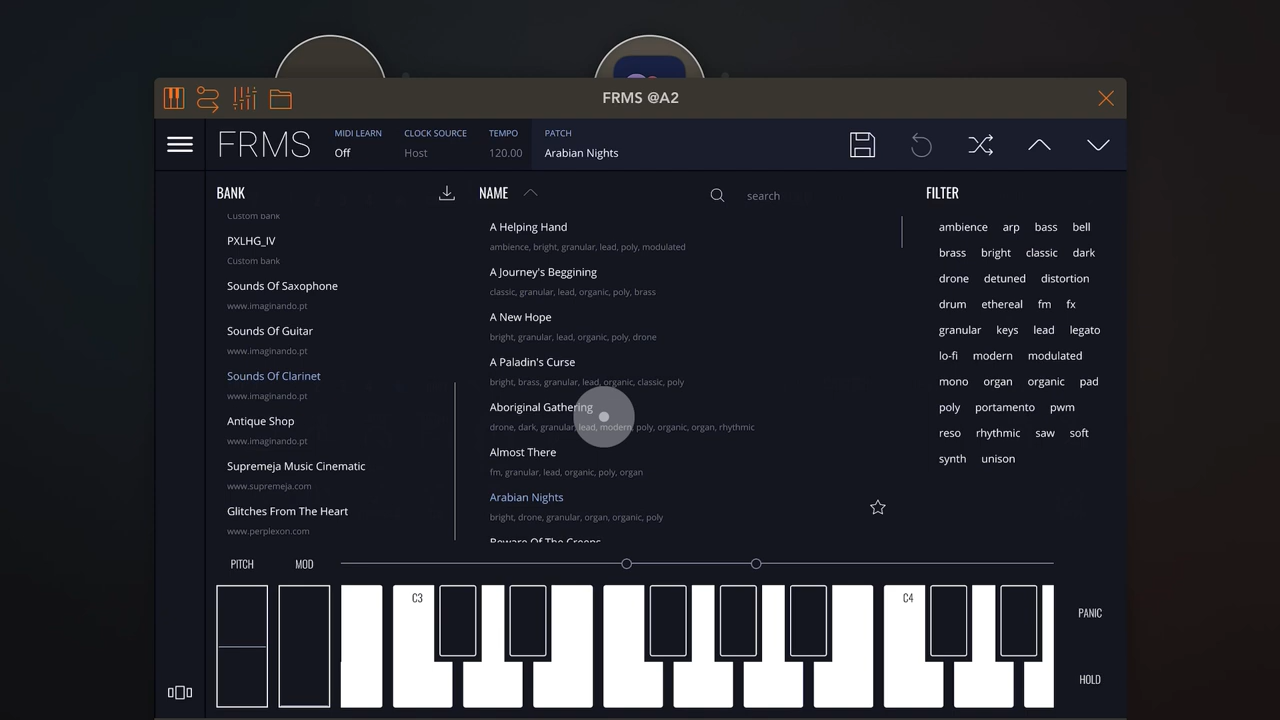 FRMS @A2
FRMS
MIDI LEARN
Off
CLOCK SOURCE
Host
TEMPO
120.00
PATCH
Arabian Nights
BANK
Custom bank
PXLHG_IV
Custom bank
Sounds Of Saxophone
www.imaginando.pt
Sounds Of Guitar
www.imaginando.pt
Sounds Of Clarinet
www.imaginando.pt
Antique Shop
www.imaginando.pt
Supremeja Music Cinematic
www.supremeja.com
Glitches From The Heart
www.perplexon.com
NAME
search
A Helping Hand
ambience, bright, granular, lead, poly, modulated
A Journey's Beggining
classic, granular, lead, organic, poly, brass
A New Hope
bright, granular, lead, organic, poly, drone
A Paladin's Curse
bright, brass, granular, lead, organic, classic, poly
Aboriginal Gathering
drone, dark, granular, lead, modern, poly, organic, organ, rhythmic
Almost There
fm, granular, lead, organic, poly, organ
Arabian Nights
bright, drone, granular, organ, organic, poly
Beware Of The Creeps
FILTER
ambience arp bass bell
brass bright classic dark
drone detuned distortion
drum ethereal fm fx
granular keys lead legato
lo-fi modern modulated
mono organ organic pad
poly portamento pwm
reso rhythmic saw soft
synth unison
PITCH
MOD
C3
C4
PANIC
HOLD